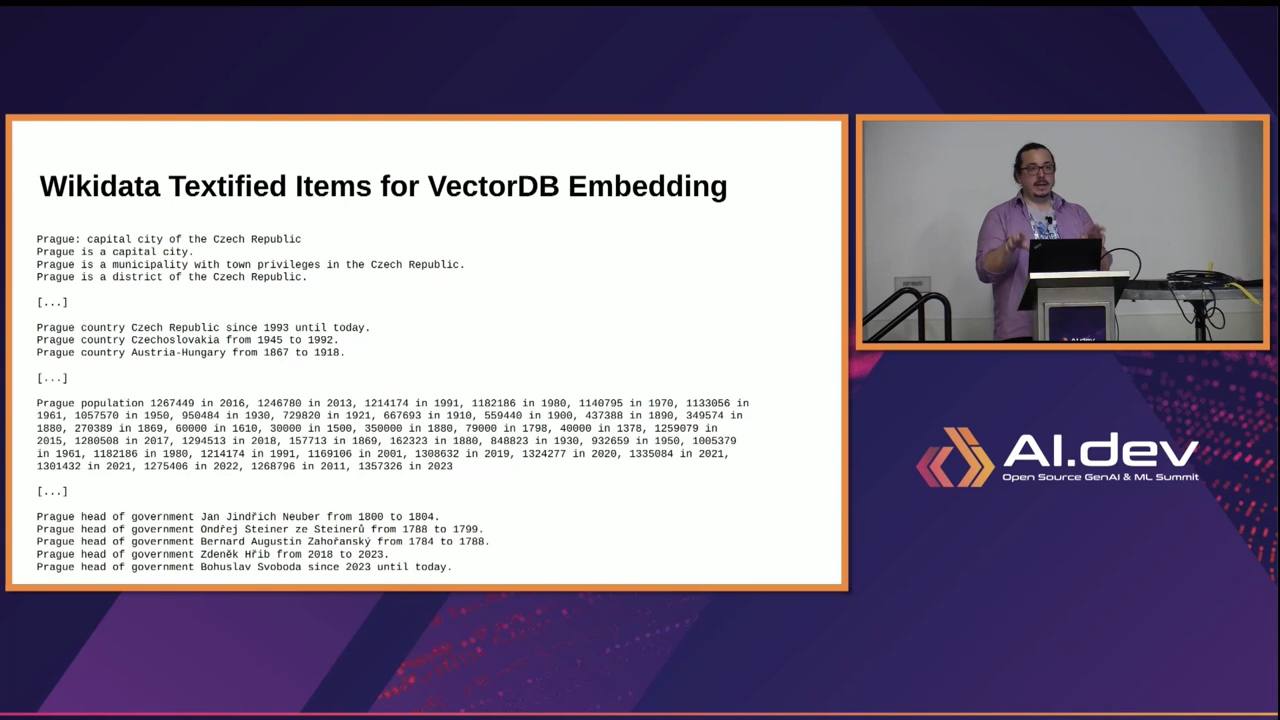 Wikidata Textified Items for VectorDB Embedding
Prague: capital city of the Czech Republic
Prague is a capital city.
Prague is a municipality with town privileges in the Czech Republic.
Prague is a district of the Czech Republic.
[...]
Prague country Czech Republic since 1993 until today.
Prague country Czechoslovakia from 1945 to 1992.
Prague country Austria-Hungary from 1867 to 1918.
[...]
Prague population 1267449 in 2016, 1246780 in 2013, 1214174 in 1991, 1182186 in 1980, 1140795 in 1970, 1133056 in
1961, 1057570 in 1950, 950484 in 1930, 729820 in 1921, 667693 in 1910, 559440 in 1900, 437388 in 1890, 349574 in
1880, 270389 in 1869, 60000 in 1610, 30000 in 1500, 350000 in 1880, 79000 in 1798, 40000 in 1378, 1259079 in
2015, 1280508 in 2017, 1294513 in 2018, 157713 in 1869, 162323 in 1880, 848823 in 1930, 932659 in 1950, 1005379
in 1961, 1182186 in 1980, 1214174 in 1991, 1169106 in 2001, 1308632 in 2019, 1324277 in 2020, 1335084 in 2021,
1301432 in 2021, 1275406 in 2022, 1268796 in 2011, 1357326 in 2023
[...]
Prague head of government Jan Jindřich Neuber from 1800 to 1804.
Prague head of government Ondřej Steiner ze Steinerů from 1788 to 1799.
Prague head of government Bernard Augustin Zahořanský from 1784 to 1788.
Prague head of government Zdeněk Hřib from 2018 to 2023.
Prague head of government Bohuslav Svoboda since 2023 until today.
AI.dev
Open Source GenAI & ML Summit